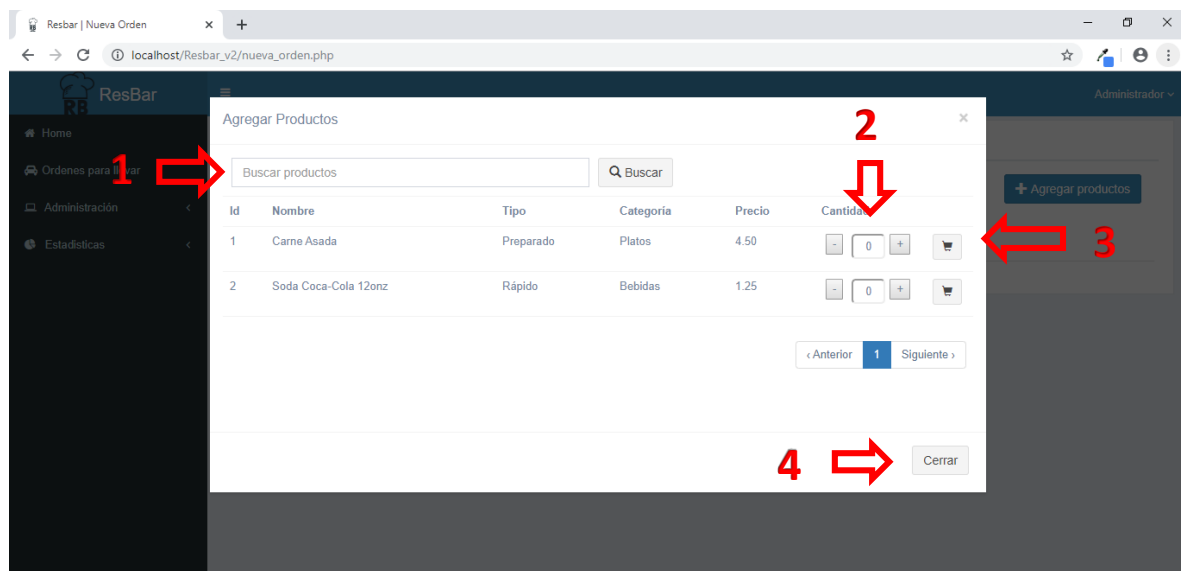 Resbar | Nueva Orden
localhost/Resbar_v2/nueva_orden.php
RB ResBar
Administrador
Agregar Productos
2
Home
1
Ordenes para llevar
Buscar productos
Buscar
Agregar productos
Administración
Id Nombre Tipo Categoría Precio Cantidad
Estadisticas
1 Carne Asada Preparado Platos 4.50 - 0 +
3
2 Soda Coca-Cola 12onz Rápido Bebidas 1.25 - 0 +
‹ Anterior 1 Siguiente ›
4
Cerrar